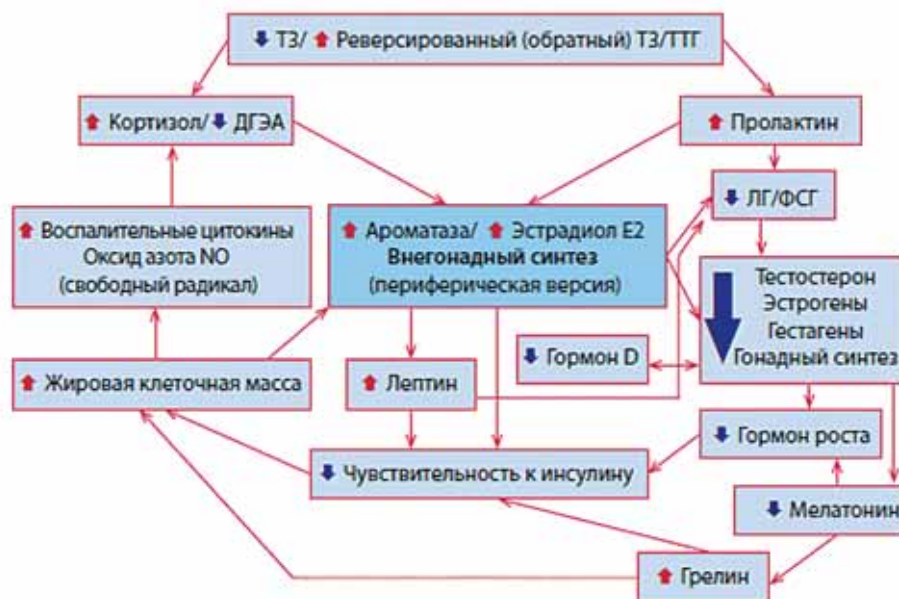 Т3/ Реверсированный (обратный) Т3/ТТГ
Кортизол/ ДГЭА
Пролактин
ЛГ/ФСГ
Воспалительные цитокины
Оксид азота NO
(свободный радикал)
Ароматаза/ Эстрадиол Е2
Внегонадный синтез
(периферическая версия)
Тестостерон
Эстрогены
Гестагены
Гонадный синтез
Гормон D
Жировая клеточная масса
Лептин
Гормон роста
Чувствительность к инсулину
Мелатонин
Грелин